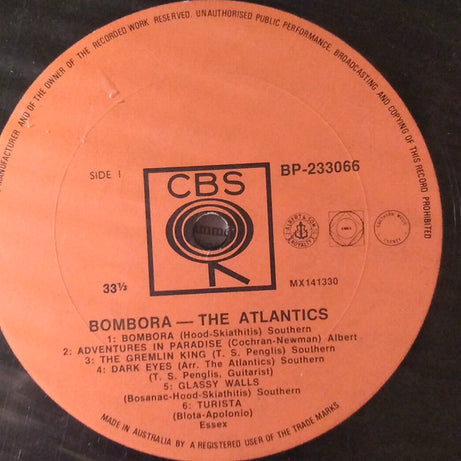 MANUFACTURER AND OF THE OWNER OF THE RECORDED WORK RESERVED. UNAUTHORISED PUBLIC PERFORMANCE, BROADCASTING AND COPYING OF THIS RECORD PROHIBITED
SIDE I
CBS
BP-233066
ALBERT & SON
ROYALTY
33⅓
MX141330
BOMBORA — THE ATLANTICS
1: BOMBORA (Hood-Skiathitis) Southern
2: ADVENTURES IN PARADISE (Cochran-Newman) Albert
3: THE GREMLIN KING (T. S. Penglis) Southern
4: DARK EYES (Arr. The Atlantics) Southern
(T. S. Penglis, Guitarist)
5: GLASSY WALLS
(Bosanac-Hood-Skiathitis) Southern
6: TURISTA
(Blota-Apolonio)
Essex
MADE IN AUSTRALIA BY A REGISTERED USER OF THE TRADE MARKS